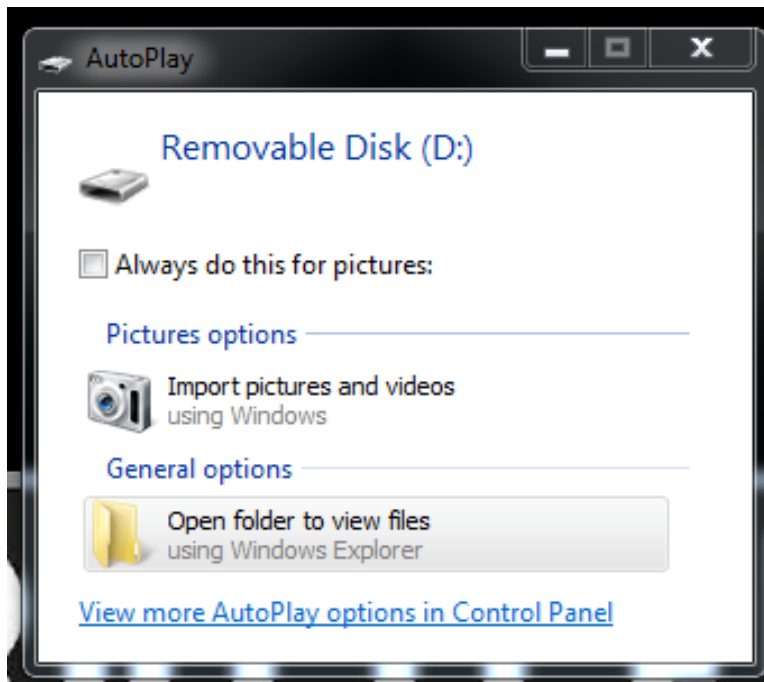 AutoPlay
Removable Disk (D:)
Always do this for pictures:
Pictures options
Import pictures and videos
using Windows
General options
Open folder to view files
using Windows Explorer
View more AutoPlay options in Control Panel